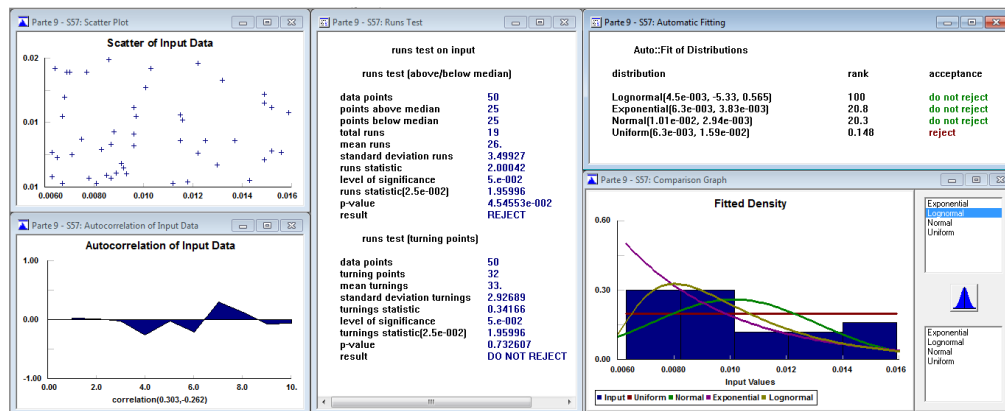 Parte 9 - S57: Scatter Plot
Scatter of Input Data
0.02
0.01
0.01
0.0060 0.0080 0.010 0.012 0.014 0.016
Parte 9 - S57: Autocorrelation of Input Data
Autocorrelation of Input Data
1.00
0.00
-1.00
0.00 2.0 4.0 6.0 8.0 10.
correlation(0.303,-0.262)
Parte 9 - S57: Runs Test
runs test on input
runs test (above/below median)
data points 50
points above median 25
points below median 25
total runs 19
mean runs 26.
standard deviation runs 3.49927
runs statistic 2.00042
level of significance 5.e-002
runs statistic(2.5e-002) 1.95996
p-value 4.54553e-002
result REJECT
runs test (turning points)
data points 50
turning points 32
mean turnings 33.
standard deviation turnings 2.92689
turnings statistic 0.34166
level of significance 5.e-002
turnings statistic(2.5e-002) 1.95996
p-value 0.732607
result DO NOT REJECT
Parte 9 - S57: Automatic Fitting
Auto::Fit of Distributions
distribution rank acceptance
Lognormal(4.5e-003, -5.33, 0.565) 100 do not reject
Exponential(6.3e-003, 3.83e-003) 20.8 do not reject
Normal(1.01e-002, 2.94e-003) 20.3 do not reject
Uniform(6.3e-003, 1.59e-002) 0.148 reject
Parte 9 - S57: Comparison Graph
Fitted Density
0.60
0.30
0.00
0.0060 0.0080 0.010 0.012 0.014 0.016
Input Values
Input Uniform Normal Exponential Lognormal
Exponential
Lognormal
Normal
Uniform
Exponential
Lognormal
Normal
Uniform